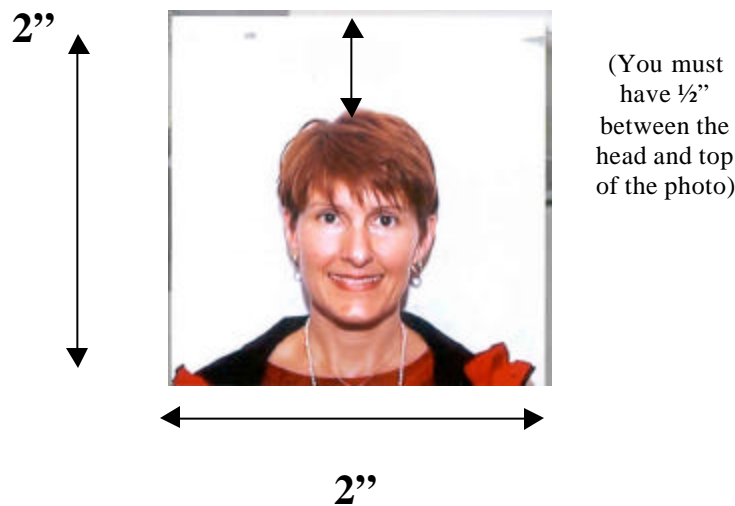 2”
(You must
have ½”
between the
head and top
of the photo)
2”